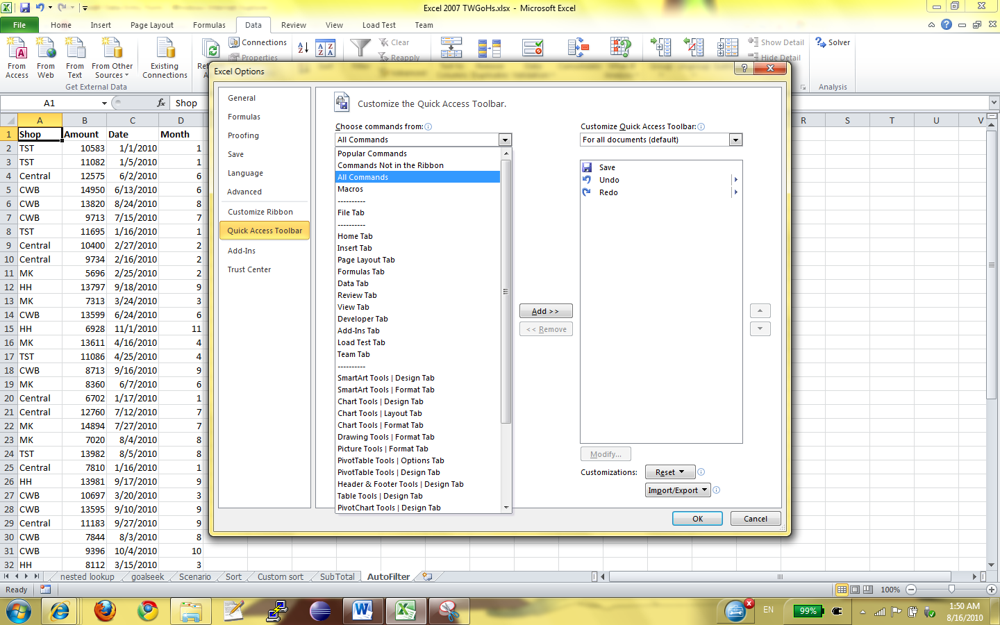 Excel 2007 TWGoHs.xlsx - Microsoft Excel
File Home Insert Page Layout Formulas Data Review View Load Test Team
From Access
From Web
From Text
From Other Sources
Existing Connections
Get External Data
Connections
Properties
Clear
Reapply
Show Detail
Hide Detail
Solver
Analysis
A1 fx Shop
A B C D R S T U V
1 Shop Amount Date Month
2 TST 10583 1/1/2010 1
3 TST 11082 1/5/2010 1
4 Central 12575 6/2/2010 6
5 CWB 14950 6/13/2010 6
6 CWB 13820 8/24/2010 8
7 CWB 9713 7/15/2010 7
8 TST 11695 1/16/2010 1
9 Central 10400 2/27/2010 2
10 Central 9734 2/16/2010 2
11 MK 5696 2/25/2010 2
12 HH 13797 9/18/2010 9
13 MK 7313 3/24/2010 3
14 CWB 13599 6/24/2010 6
15 HH 6928 11/1/2010 11
16 MK 13611 4/16/2010 4
17 TST 11086 4/25/2010 4
18 CWB 8713 9/16/2010 9
19 MK 8360 6/7/2010 6
20 Central 6702 1/17/2010 1
21 Central 12760 7/12/2010 7
22 MK 14894 7/27/2010 7
23 MK 7020 8/4/2010 8
24 TST 13982 8/5/2010 8
25 Central 7810 1/16/2010 1
26 HH 13981 9/17/2010 9
27 CWB 10697 3/20/2010 3
28 CWB 13595 9/10/2010 9
29 Central 11183 9/27/2010 9
30 CWB 7844 8/3/2010 8
31 CWB 9396 10/4/2010 10
32 HH 8112 3/15/2010 3
Excel Options
General
Formulas
Proofing
Save
Language
Advanced
Customize Ribbon
Quick Access Toolbar
Add-Ins
Trust Center
Customize the Quick Access Toolbar.
Choose commands from:
All Commands
Popular Commands
Commands Not in the Ribbon
All Commands
Macros
----------
File Tab
----------
Home Tab
Insert Tab
Page Layout Tab
Formulas Tab
Data Tab
Review Tab
View Tab
Developer Tab
Add-Ins Tab
Load Test Tab
Team Tab
----------
SmartArt Tools | Design Tab
SmartArt Tools | Format Tab
Chart Tools | Design Tab
Chart Tools | Layout Tab
Chart Tools | Format Tab
Drawing Tools | Format Tab
Picture Tools | Format Tab
PivotTable Tools | Options Tab
PivotTable Tools | Design Tab
Header & Footer Tools | Design Tab
Table Tools | Design Tab
PivotChart Tools | Design Tab
Add >>
<< Remove
Customize Quick Access Toolbar:
For all documents (default)
Save
Undo
Redo
Modify...
Customizations: Reset
Import/Export
OK Cancel
nested lookup goalseek Scenario Sort Custom sort SubTotal AutoFilter
Ready 100%
EN 99% 1:50 AM
8/16/2010